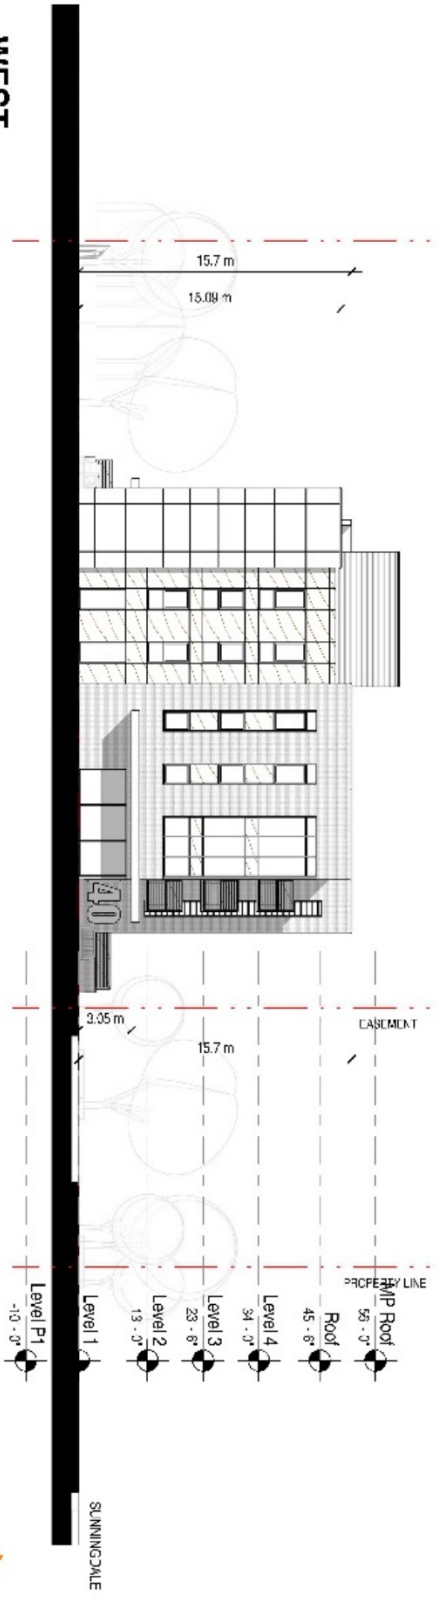 WEST
15.7 m
15.09 m
40
3.05 m
15.7 m
EASEMENT
PROPERTY LINE
MP Roof
56 - 0"
Roof
45 - 6"
Level 4
34 - 0"
Level 3
23 - 6"
Level 2
13 - 0"
Level 1
Level P1
-10 - 0"
SUNNINGDALE